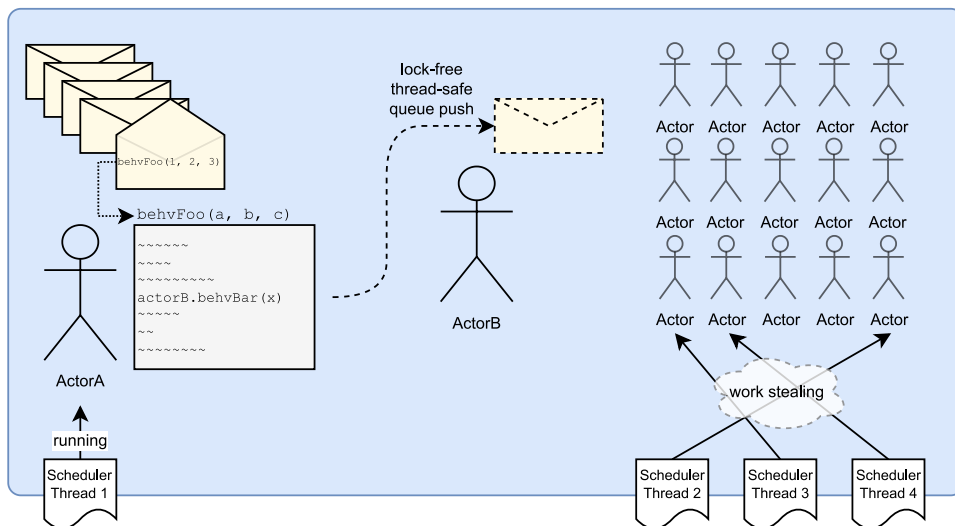 behvFoo(1, 2, 3)
behvFoo(a, b, c)
~~~~~~
~~~~
~~~~~~~~~
actorB.behvBar(x)
~~~~~
~~
~~~~~~~~
ActorA
running
Scheduler
Thread 1
lock-free
thread-safe
queue push
ActorB
Actor Actor Actor Actor Actor
Actor Actor Actor Actor Actor
Actor Actor Actor Actor Actor
work stealing
Scheduler
Thread 2
Scheduler
Thread 3
Scheduler
Thread 4